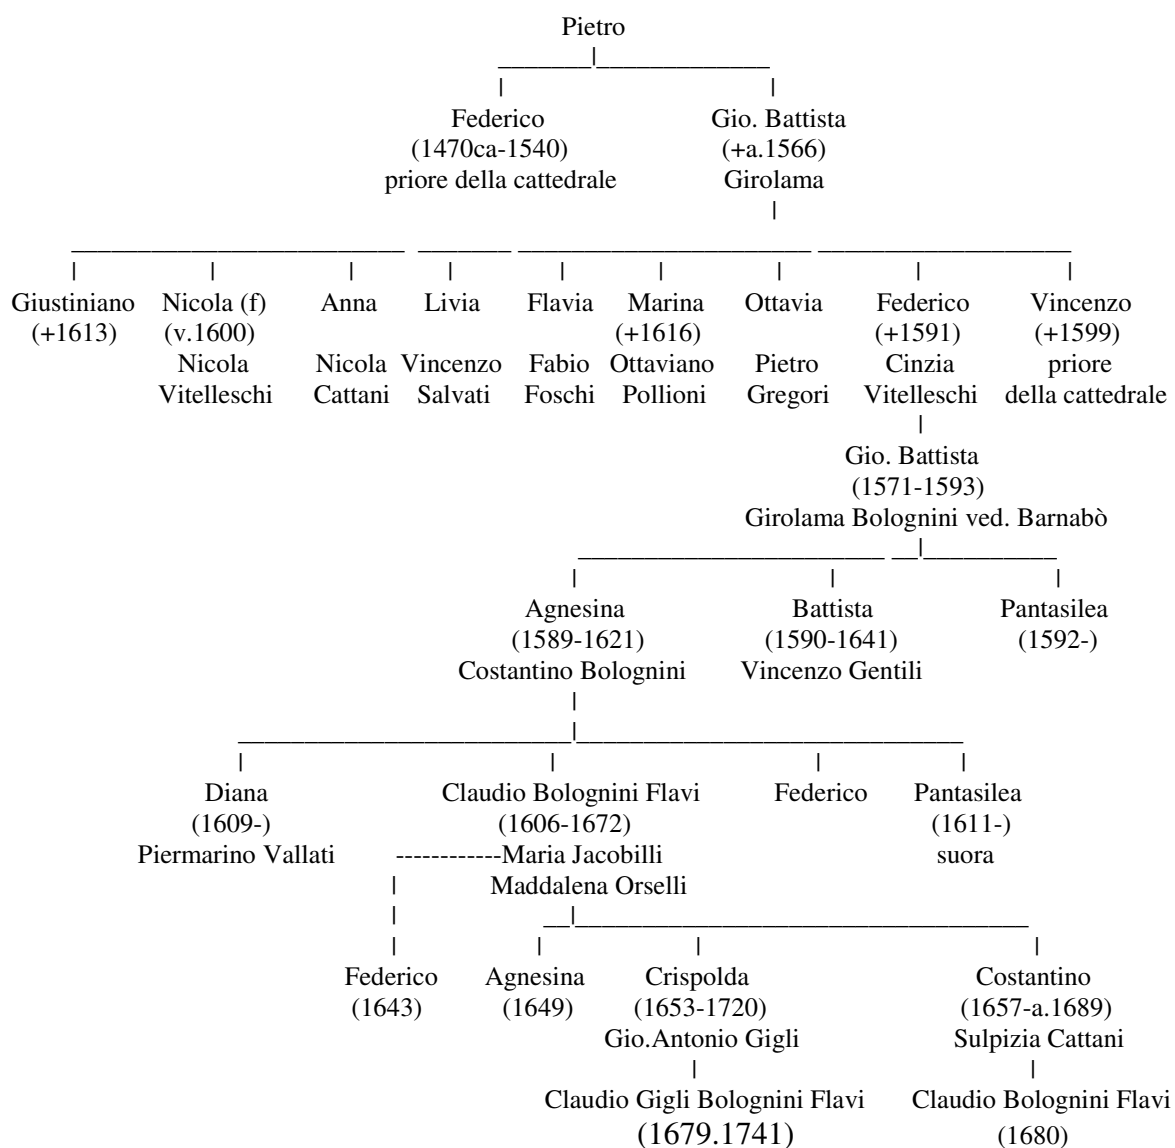 Pietro
Federico Gio. Battista
(1470ca-1540) (+a.1566)
priore della cattedrale Girolama
Giustiniano Nicola (f) Anna Livia Flavia Marina Ottavia Federico Vincenzo
(+1613) (v.1600) (+1616) (+1591) (+1599)
Nicola Nicola Vincenzo Fabio Ottaviano Pietro Cinzia priore
Vitelleschi Cattani Salvati Foschi Pollioni Gregori Vitelleschi della cattedrale
Gio. Battista
(1571-1593)
Girolama Bolognini ved. Barnabò
Agnesina Battista Pantasilea
(1589-1621) (1590-1641) (1592-)
Costantino Bolognini Vincenzo Gentili
Diana Claudio Bolognini Flavi Federico Pantasilea
(1609-) (1606-1672) (1611-)
Piermarino Vallati ------------Maria Jacobilli suora
Maddalena Orselli
Federico Agnesina Crispolda Costantino
(1643) (1649) (1653-1720) (1657-a.1689)
Gio.Antonio Gigli Sulpizia Cattani
Claudio Gigli Bolognini Flavi Claudio Bolognini Flavi
(1679.1741) (1680)